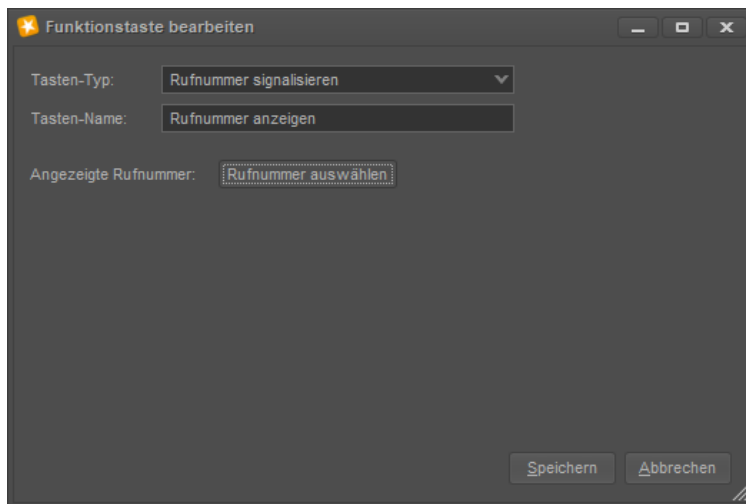 Funktionstaste bearbeiten
Tasten-Typ: Rufnummer signalisieren
Tasten-Name: Rufnummer anzeigen
Angezeigte Rufnummer: Rufnummer auswählen
Speichern Abbrechen